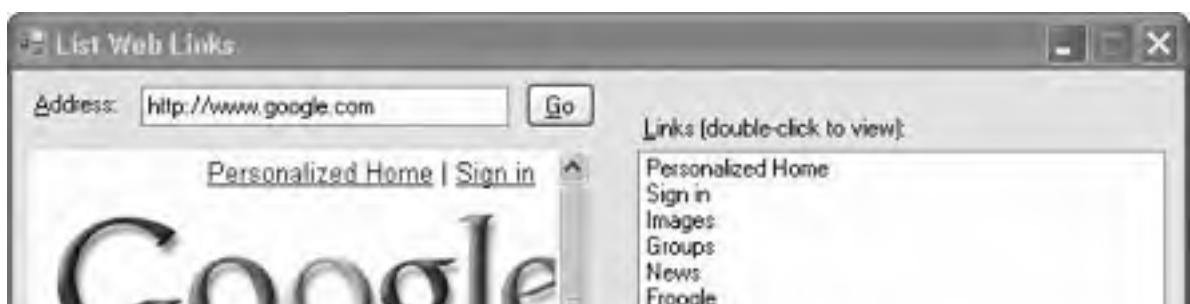 List Web Links
Address: http://www.google.com Go
Links (double-click to view):
Personalized Home | Sign in
Google
Personalized Home
Sign in
Images
Groups
News
Froogle